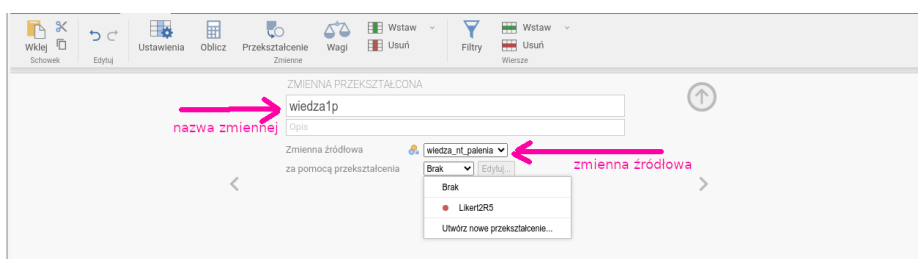 Wklej
Schowek
Edytuj
Ustawienia
Oblicz
Przekształcenie
Wagi
Wstaw
Usuń
Zmienne
Filtry
Wstaw
Usuń
Wiersze
ZMIENNA PRZEKSZTAŁCONA
wiedza1p
nazwa zmiennej
Opis
Zmienna źródłowa
wiedza_nt_palenia
zmienna źródłowa
za pomocą przekształcenia
Brak
Edytuj...
Brak
Likert2R5
Utwórz nowe przekształcenie...